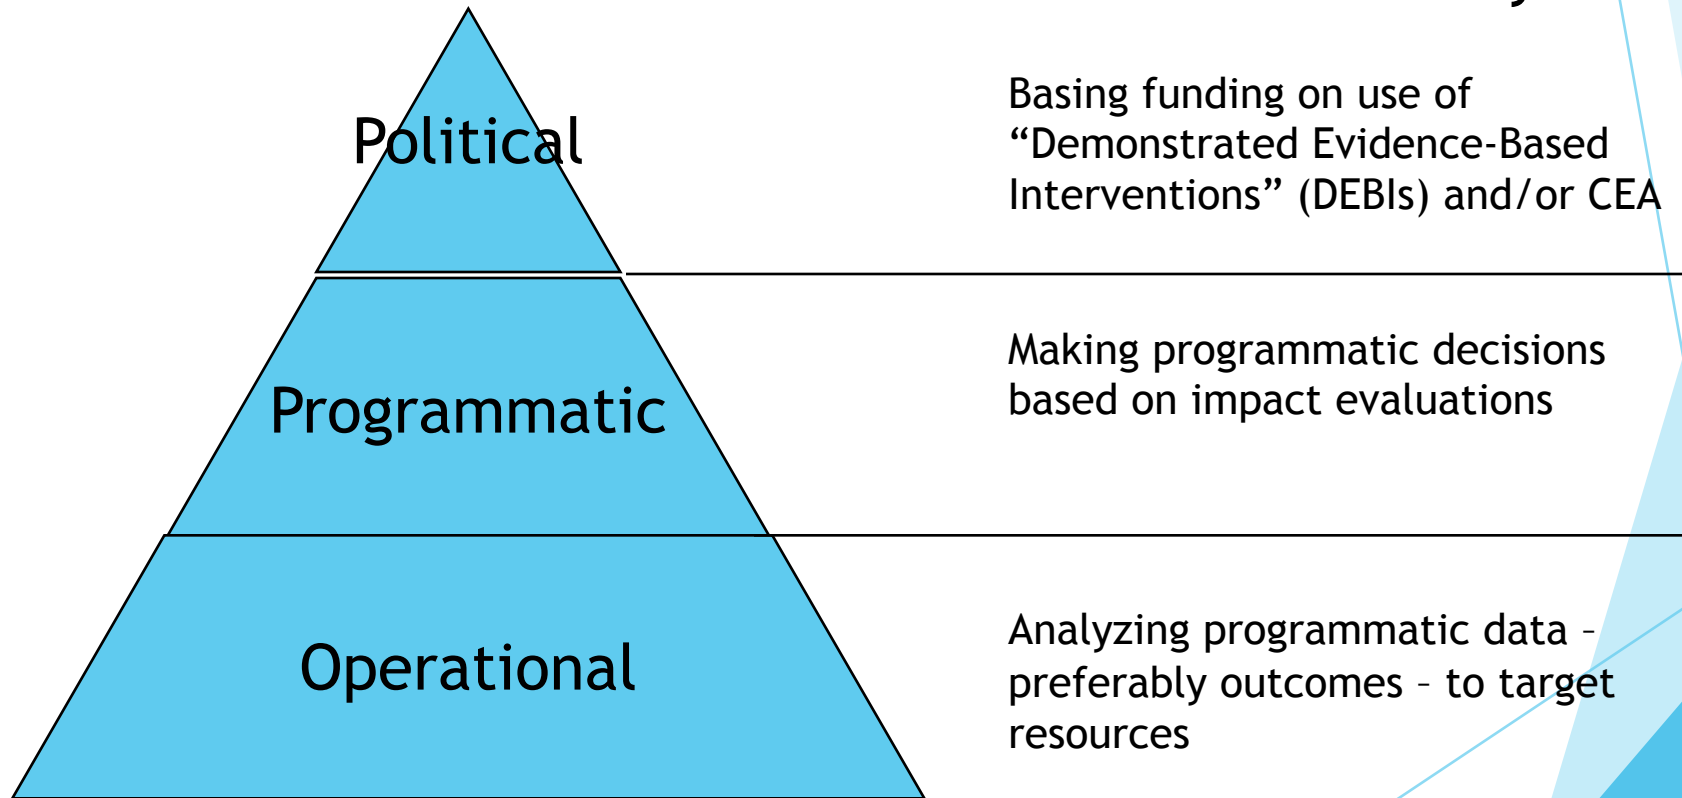 Political
Basing funding on use of
“Demonstrated Evidence-Based
Interventions” (DEBIs) and/or CEA
Programmatic
Making programmatic decisions
based on impact evaluations
Operational
Analyzing programmatic data –
preferably outcomes – to target
resources